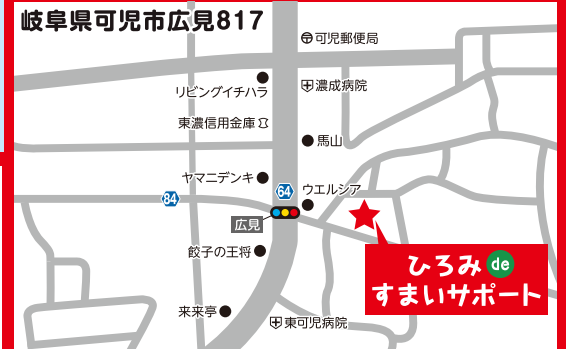 岐阜県可児市広見817
可児郵便局
リビングイチハラ
濃成病院
東濃信用金庫
馬山
ヤマニデンキ
64
ウエルシア
84
広見
餃子の王将
ひろみ de
すまいサポート
来来亭
東可児病院